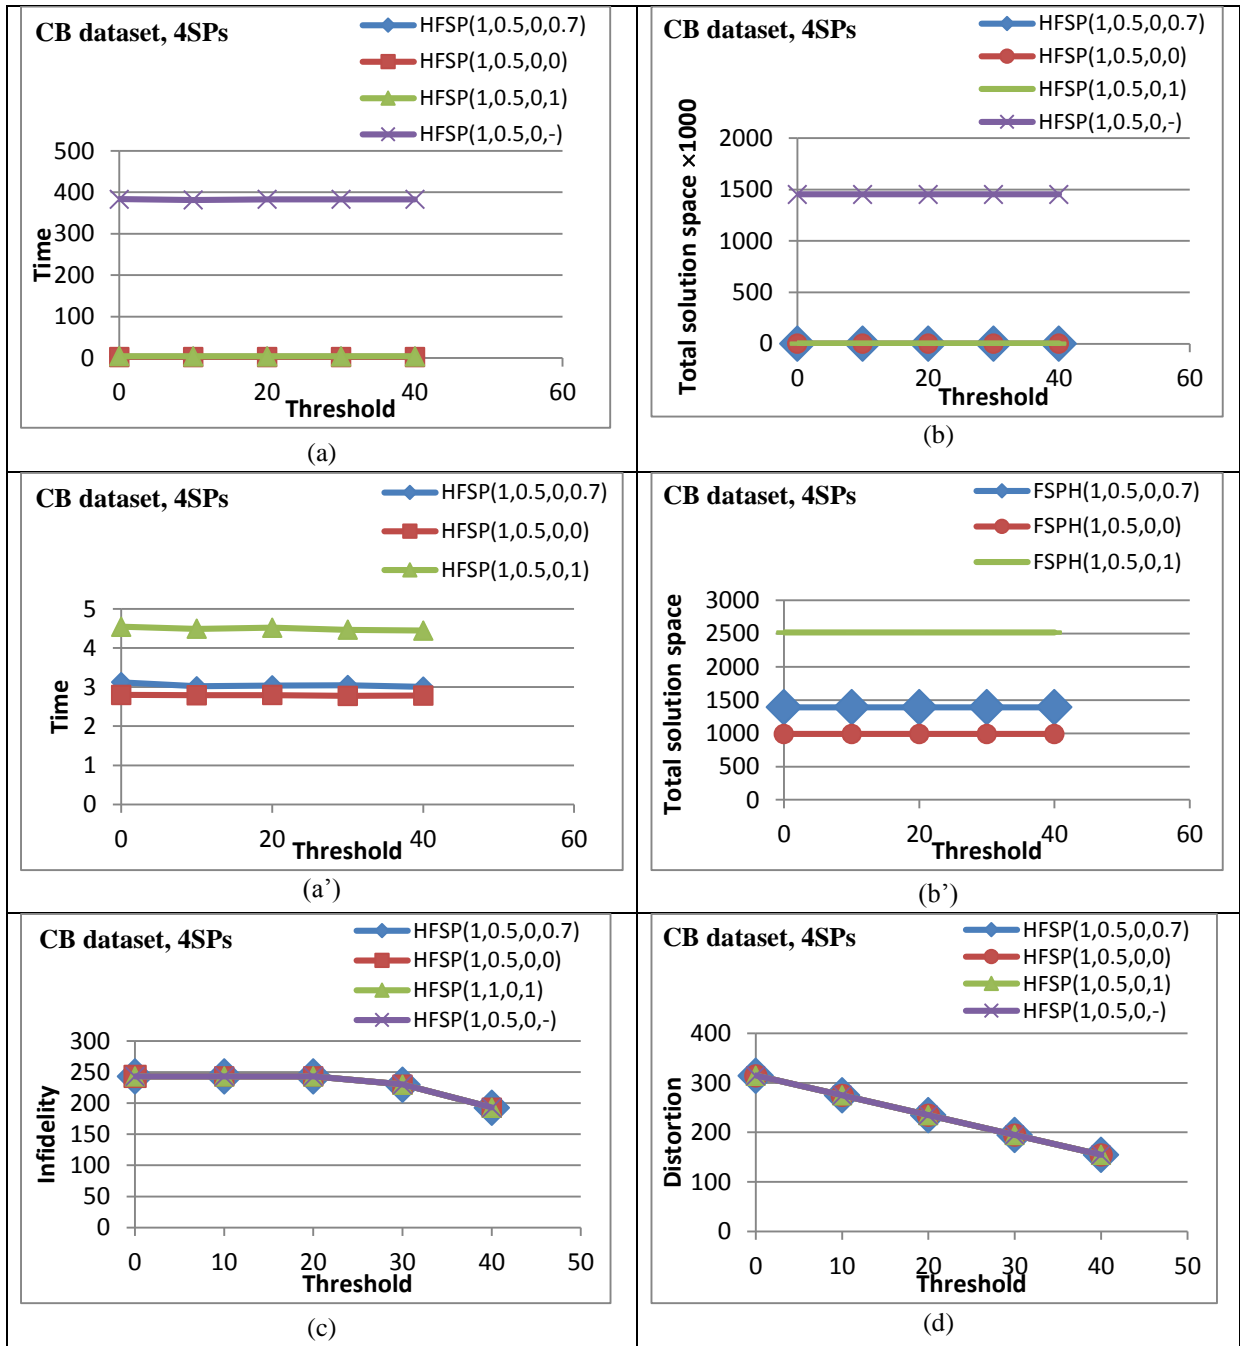 CB dataset, 4SPs
HFSP(1,0.5,0,0.7)
HFSP(1,0.5,0,0)
HFSP(1,0.5,0,1)
HFSP(1,0.5,0,-)
500
400
300
200
100
0
Time
0 20 40 60
Threshold
(a)
CB dataset, 4SPs
HFSP(1,0.5,0,0.7)
HFSP(1,0.5,0,0)
HFSP(1,0.5,0,1)
HFSP(1,0.5,0,-)
2000
1500
1000
500
0
Total solution space ×1000
0 20 40 60
Threshold
(b)
CB dataset, 4SPs
HFSP(1,0.5,0,0.7)
HFSP(1,0.5,0,0)
HFSP(1,0.5,0,1)
5
4
3
2
1
0
Time
0 20 40 60
Threshold
(a’)
CB dataset, 4SPs
FSPH(1,0.5,0,0.7)
FSPH(1,0.5,0,0)
FSPH(1,0.5,0,1)
3000
2500
2000
1500
1000
500
0
Total solution space
0 20 40 60
Threshold
(b’)
CB dataset, 4SPs
HFSP(1,0.5,0,0.7)
HFSP(1,0.5,0,0)
HFSP(1,1,0,1)
HFSP(1,0.5,0,-)
300
250
200
150
100
50
0
Infidelity
0 10 20 30 40 50
Threshold
(c)
CB dataset, 4SPs
HFSP(1,0.5,0,0.7)
HFSP(1,0.5,0,0)
HFSP(1,0.5,0,1)
HFSP(1,0.5,0,-)
400
300
200
100
0
Distortion
0 10 20 30 40 50
Threshold
(d)